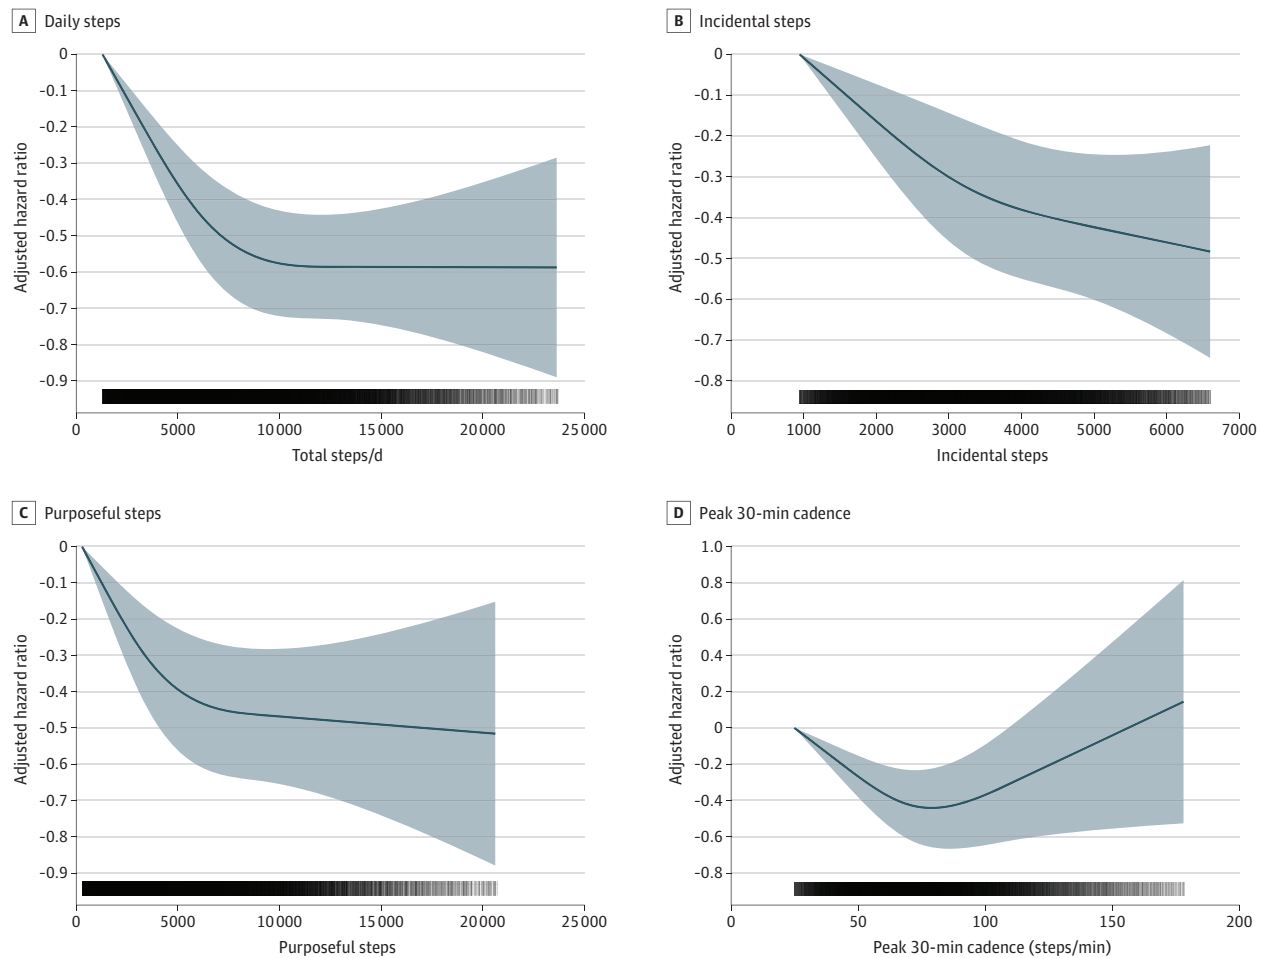 A Daily steps
Adjusted hazard ratio
0
–0.1
–0.2
–0.3
–0.4
–0.5
–0.6
–0.7
–0.8
–0.9
0 5000 10000 15000 20000 25000
Total steps/d
B Incidental steps
Adjusted hazard ratio
0
–0.1
–0.2
–0.3
–0.4
–0.5
–0.6
–0.7
–0.8
0 1000 2000 3000 4000 5000 6000 7000
Incidental steps
C Purposeful steps
Adjusted hazard ratio
0
–0.1
–0.2
–0.3
–0.4
–0.5
–0.6
–0.7
–0.8
–0.9
0 5000 10000 15000 20000 25000
Purposeful steps
D Peak 30-min cadence
Adjusted hazard ratio
1.0
0.8
0.6
0.4
0.2
0
–0.2
–0.4
–0.6
–0.8
0 50 100 150 200
Peak 30-min cadence (steps/min)